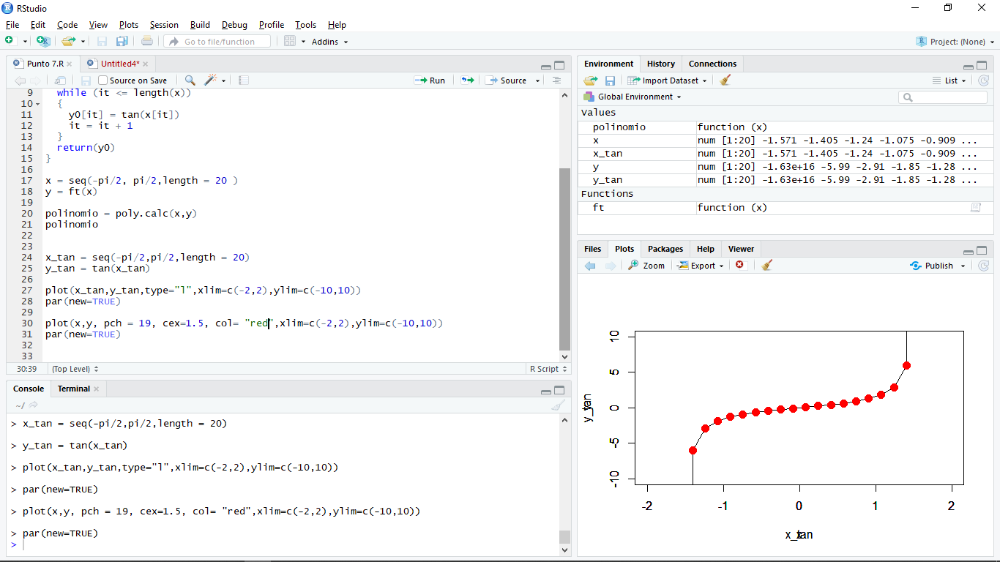 RStudio
File Edit Code View Plots Session Build Debug Profile Tools Help
Go to file/function Addins Project: (None)
Punto 7.R Untitled4*
Source on Save Run Source
9 while (it <= length(x))
10 {
11 y0[it] = tan(x[it])
12 it = it + 1
13 }
14 return(y0)
15 }
16
17 x = seq(-pi/2, pi/2,length = 20 )
18 y = ft(x)
19
20 polinomio = poly.calc(x,y)
21 polinomio
22
23
24 x_tan = seq(-pi/2,pi/2,length = 20)
25 y_tan = tan(x_tan)
26
27 plot(x_tan,y_tan,type="l",xlim=c(-2,2),ylim=c(-10,10))
28 par(new=TRUE)
29
30 plot(x,y, pch = 19, cex=1.5, col= "red",xlim=c(-2,2),ylim=c(-10,10))
31 par(new=TRUE)
32
33
30:39 (Top Level) R Script
Console Terminal
~/
> x_tan = seq(-pi/2,pi/2,length = 20)
> y_tan = tan(x_tan)
> plot(x_tan,y_tan,type="l",xlim=c(-2,2),ylim=c(-10,10))
> par(new=TRUE)
> plot(x,y, pch = 19, cex=1.5, col= "red",xlim=c(-2,2),ylim=c(-10,10))
> par(new=TRUE)
>
Environment History Connections
Import Dataset List
Global Environment
Values
polinomio function (x)
x num [1:20] -1.571 -1.405 -1.24 -1.075 -0.909 ...
x_tan num [1:20] -1.571 -1.405 -1.24 -1.075 -0.909 ...
y num [1:20] -1.63e+16 -5.99 -2.91 -1.85 -1.28 ...
y_tan num [1:20] -1.63e+16 -5.99 -2.91 -1.85 -1.28 ...
Functions
ft function (x)
Files Plots Packages Help Viewer
Zoom Export Publish
10
5
0
-5
-10
y_tan
-2 -1 0 1 2
x_tan